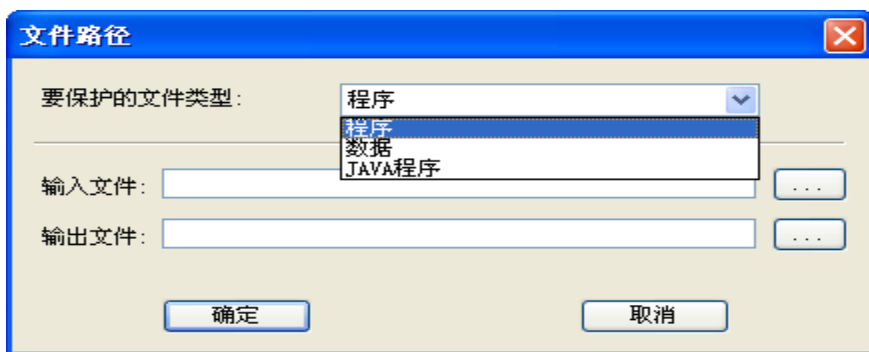 文件路径
要保护的文件类型: 程序
程序
数据
JAVA程序
输入文件: ...
输出文件: ...
确定 取消